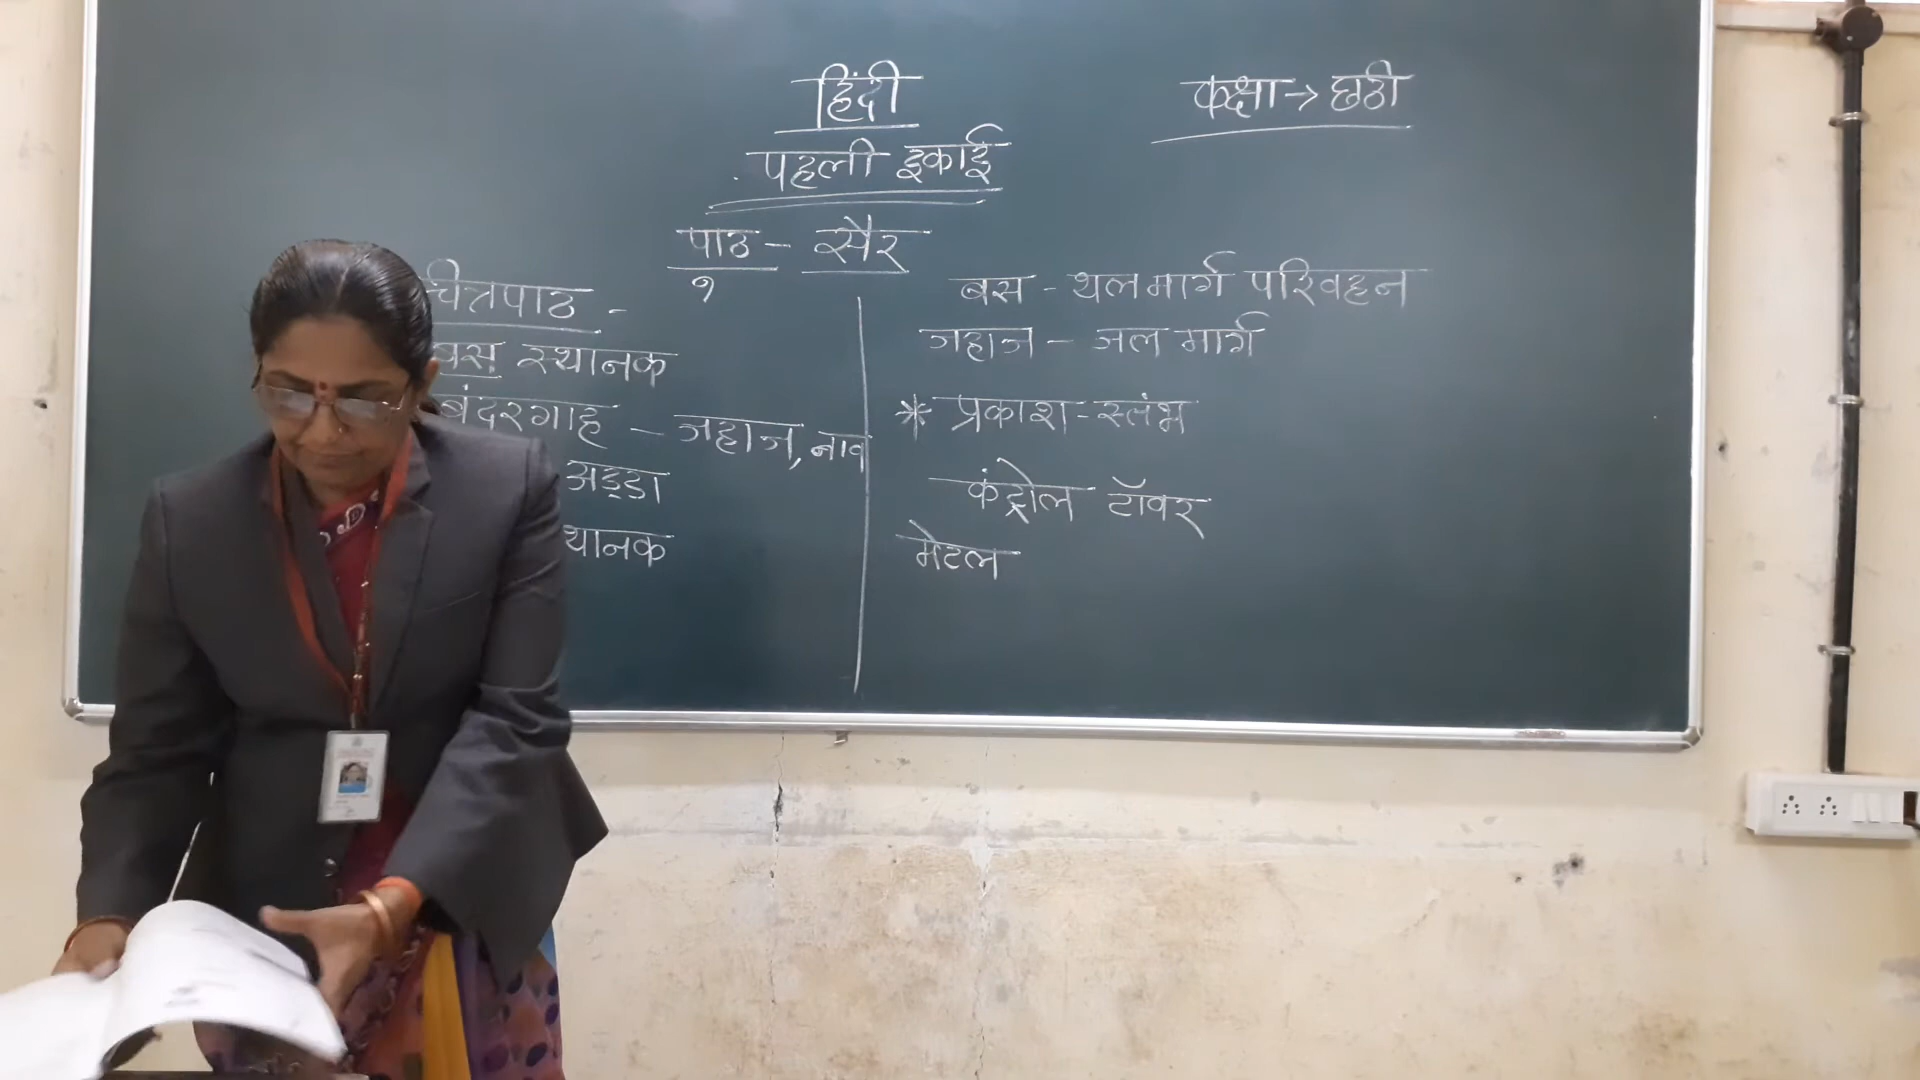 हिंदी
कक्षा → छठी
पहली इकाई
पाठ - सैर
१
चीत्रपाठ -
बस स्थानक
बंदरगाह - जहाज, नाव
अड्डा
थानक
बस - थलमार्ग परिवहन
जहाज - जल मार्ग
* प्रकाश-स्तंभ
कंट्रोल टॉवर
मेटल